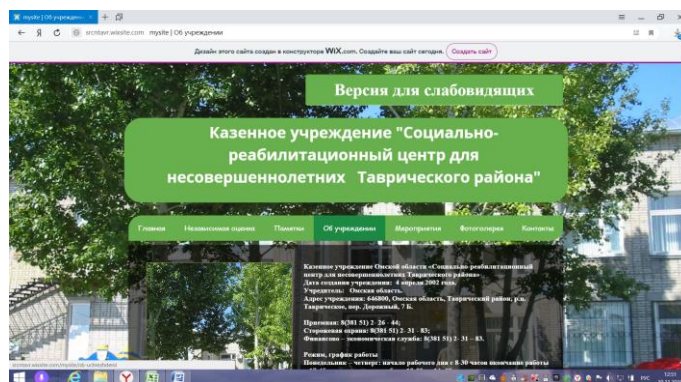 mysite | Об учрежден
srcntavr.wixsite.com mysite | Об учреждении
Дизайн этого сайта создан в конструкторе WiX.com. Создайте ваш сайт сегодня. Создать сайт
Версия для слабовидящих
Казенное учреждение "Социально-
реабилитационный центр для
несовершеннолетних Таврического района"
Главная Независимая оценка Памятки Об учреждении Мероприятия Фотогалерея Контакты
Казенное учреждение Омской области «Социально-реабилитационный
центр для несовершеннолетних Таврического района»
Дата создания учреждения: 4 апреля 2002 года.
Учредитель: Омская область.
Адрес учреждения: 646800, Омская область, Таврический район, р.п.
Таврическое, пер. Дорожный, 7 Б.
Приемная: 8(381 51) 2- 26 - 44;
Сторожевая охрана: 8(381 51) 2- 31 - 83;
Финансово – экономическая служба: 8(381 51) 2- 31 – 83.
Режим, график работы
Понедельник – четверг: начало рабочего дня с 8-30 часов окончание работы
РУС 12:51